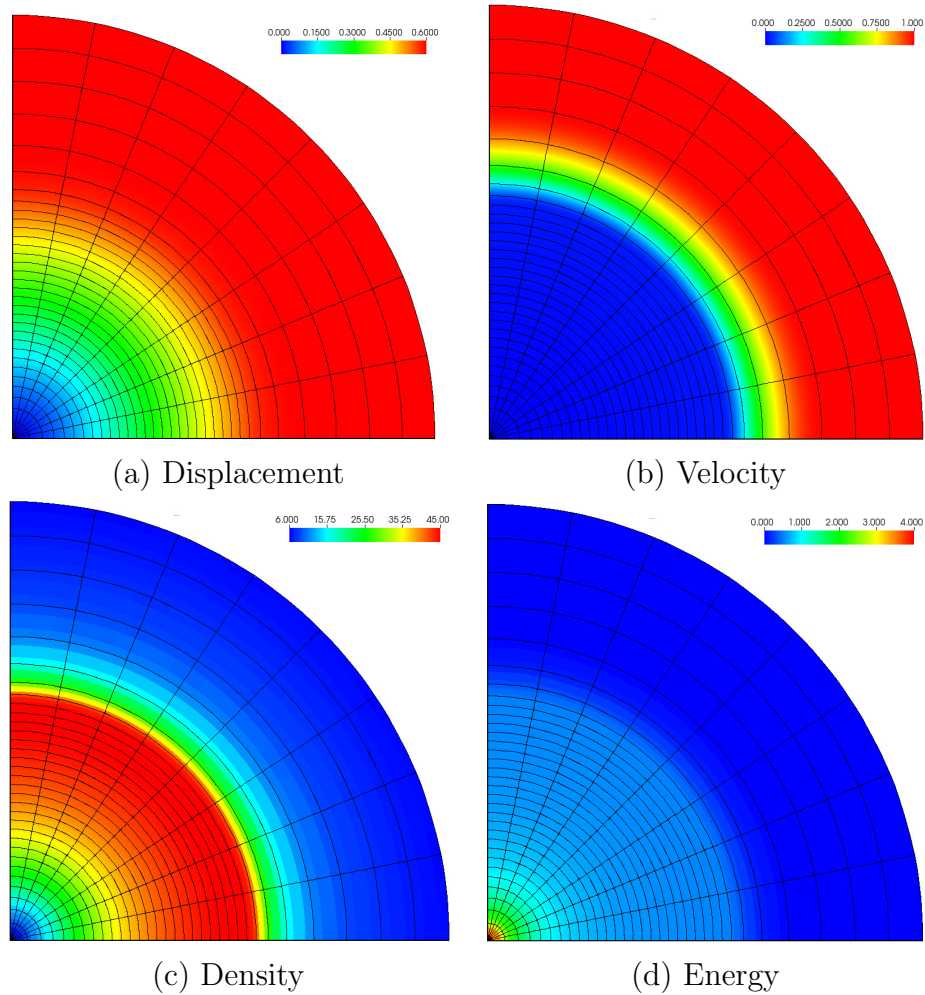 0.000 0.1500 0.3000 0.4500 0.6000
0.000 0.2500 0.5000 0.7500 1.000
(a) Displacement
(b) Velocity
6.000 15.75 25.50 35.25 45.00
0.000 1.000 2.000 3.000 4.000
(c) Density
(d) Energy